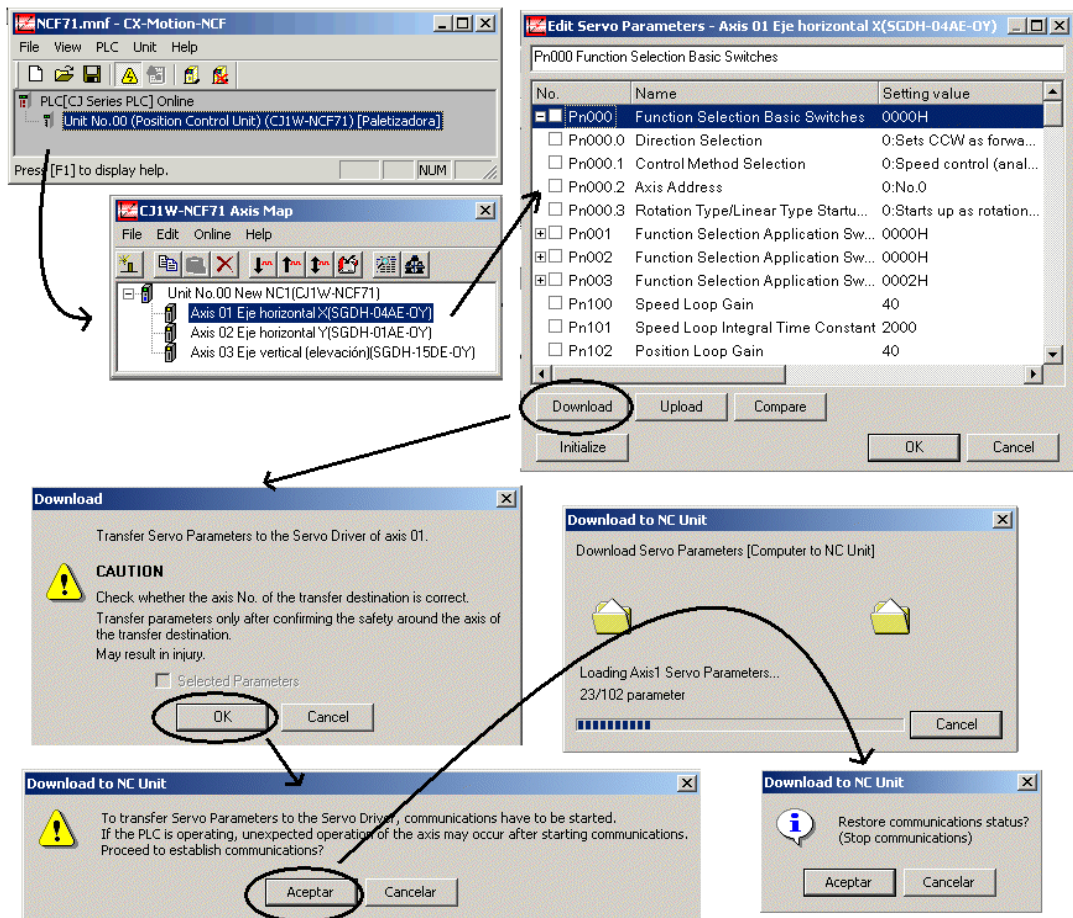 NCF71.mnf - CX-Motion-NCF
File View PLC Unit Help
PLC[CJ Series PLC] Online
Unit No.00 (Position Control Unit) (CJ1W-NCF71) [Paletizadora]
Press [F1] to display help.
NUM
CJ1W-NCF71 Axis Map
File Edit Online Help
Unit No.00 New NC1(CJ1W-NCF71)
Axis 01 Eje horizontal X(SGDH-04AE-OY)
Axis 02 Eje horizontal Y(SGDH-01AE-OY)
Axis 03 Eje vertical (elevación)(SGDH-15DE-OY)
Edit Servo Parameters - Axis 01 Eje horizontal X(SGDH-04AE-OY)
Pn000 Function Selection Basic Switches
No. Name Setting value
Pn000 Function Selection Basic Switches 0000H
Pn000.0 Direction Selection 0:Sets CCW as forwa...
Pn000.1 Control Method Selection 0:Speed control (anal...
Pn000.2 Axis Address 0:No.0
Pn000.3 Rotation Type/Linear Type Startu... 0:Starts up as rotation...
Pn001 Function Selection Application Sw... 0000H
Pn002 Function Selection Application Sw... 0000H
Pn003 Function Selection Application Sw... 0002H
Pn100 Speed Loop Gain 40
Pn101 Speed Loop Integral Time Constant 2000
Pn102 Position Loop Gain 40
Download Upload Compare
Initialize OK Cancel
Download
Transfer Servo Parameters to the Servo Driver of axis 01.
CAUTION
Check whether the axis No. of the transfer destination is correct.
Transfer parameters only after confirming the safety around the axis of
the transfer destination.
May result in injury.
Selected Parameters
OK Cancel
Download to NC Unit
Download Servo Parameters [Computer to NC Unit]
Loading Axis1 Servo Parameters...
23/102 parameter
Cancel
Download to NC Unit
To transfer Servo Parameters to the Servo Driver, communications have to be started.
If the PLC is operating, unexpected operation of the axis may occur after starting communications.
Proceed to establish communications?
Aceptar Cancelar
Download to NC Unit
Restore communications status?
(Stop communications)
Aceptar Cancelar